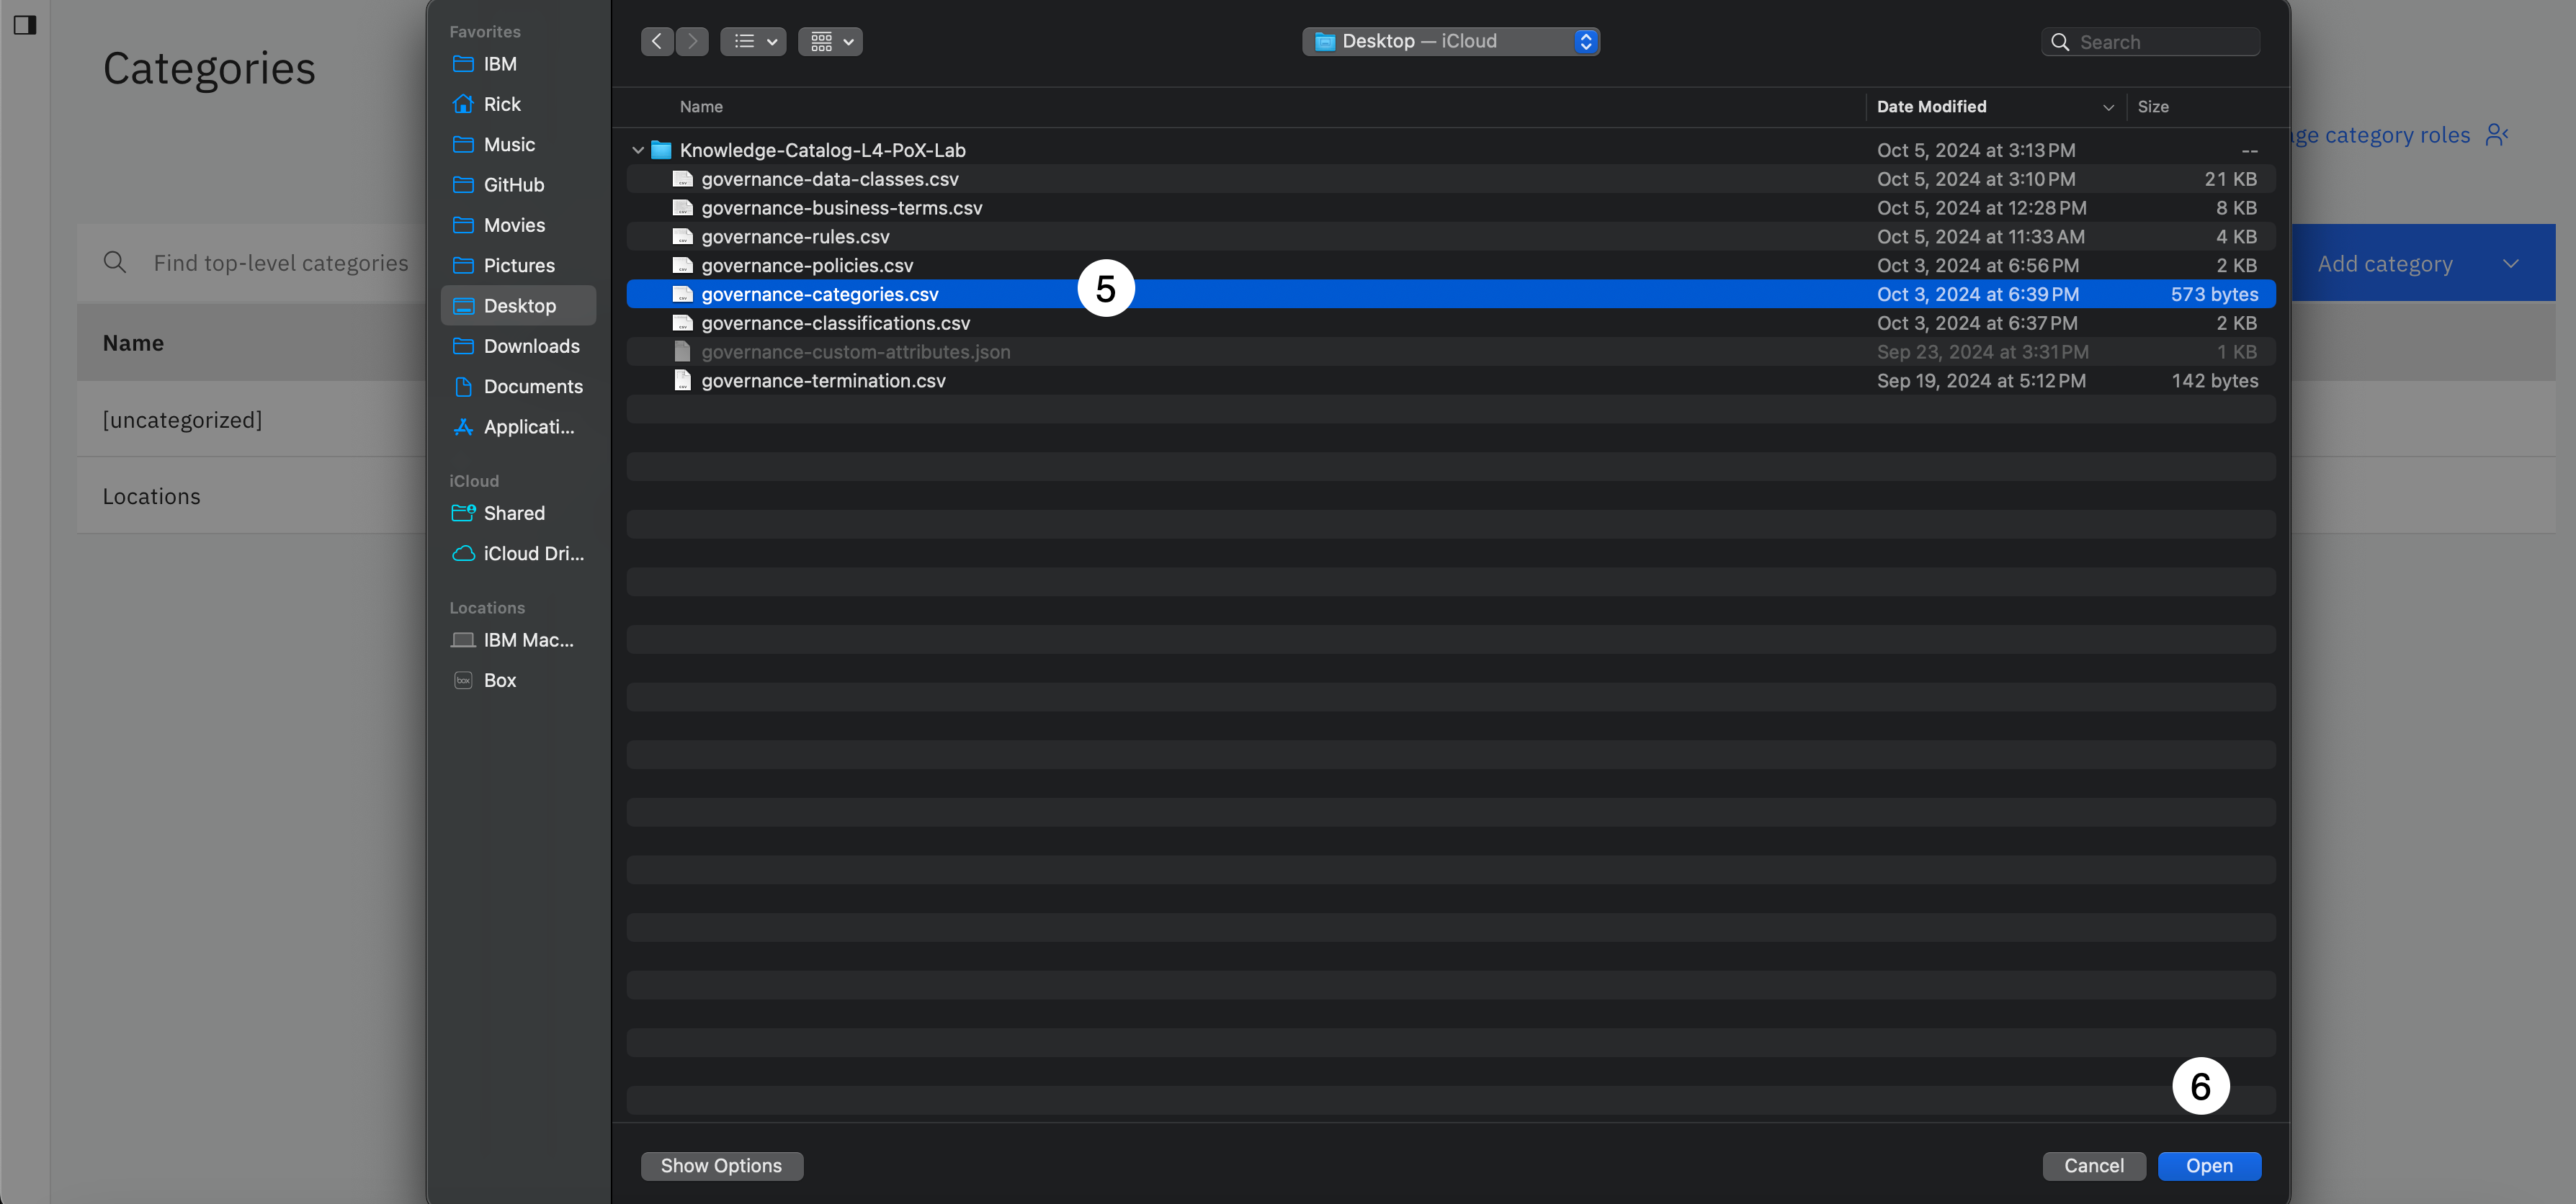 Categories
Find top-level categories
Name
[uncategorized]
Locations
Favorites
IBM
Rick
Music
GitHub
Movies
Pictures
Desktop
Downloads
Documents
Applicati...
iCloud
Shared
iCloud Dri...
Locations
IBM Mac...
Box
Desktop — iCloud
Search
Name Date Modified Size
Knowledge-Catalog-L4-PoX-Lab Oct 5, 2024 at 3:13 PM --
governance-data-classes.csv Oct 5, 2024 at 3:10 PM 21 KB
governance-business-terms.csv Oct 5, 2024 at 12:28 PM 8 KB
governance-rules.csv Oct 5, 2024 at 11:33 AM 4 KB
governance-policies.csv Oct 3, 2024 at 6:56 PM 2 KB
governance-categories.csv 5 Oct 3, 2024 at 6:39 PM 573 bytes
governance-classifications.csv Oct 3, 2024 at 6:37 PM 2 KB
governance-custom-attributes.json Sep 23, 2024 at 3:31 PM 1 KB
governance-termination.csv Sep 19, 2024 at 5:12 PM 142 bytes
6
Show Options Cancel Open
ge category roles
Add category